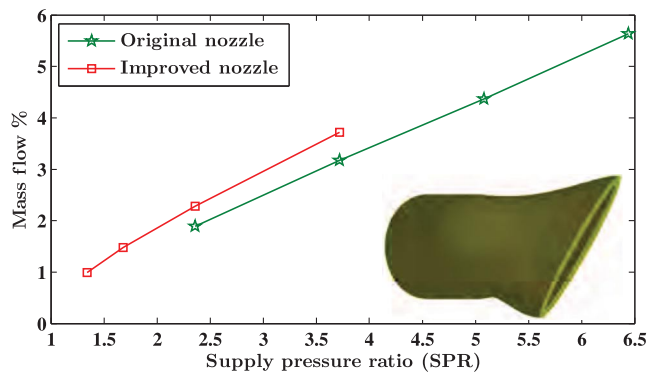 6
5
4
3
2
1
0
Mass flow %
Original nozzle
Improved nozzle
1 1.5 2 2.5 3 3.5 4 4.5 5 5.5 6 6.5
Supply pressure ratio (SPR)